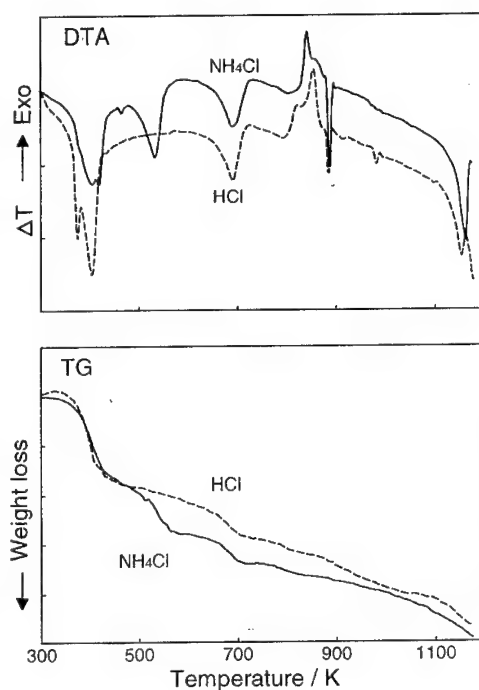 DTA
NH₄Cl
HCl
ΔT → Exo
TG
HCl
NH₄Cl
← Weight loss
300 500 700 900 1100
Temperature / K